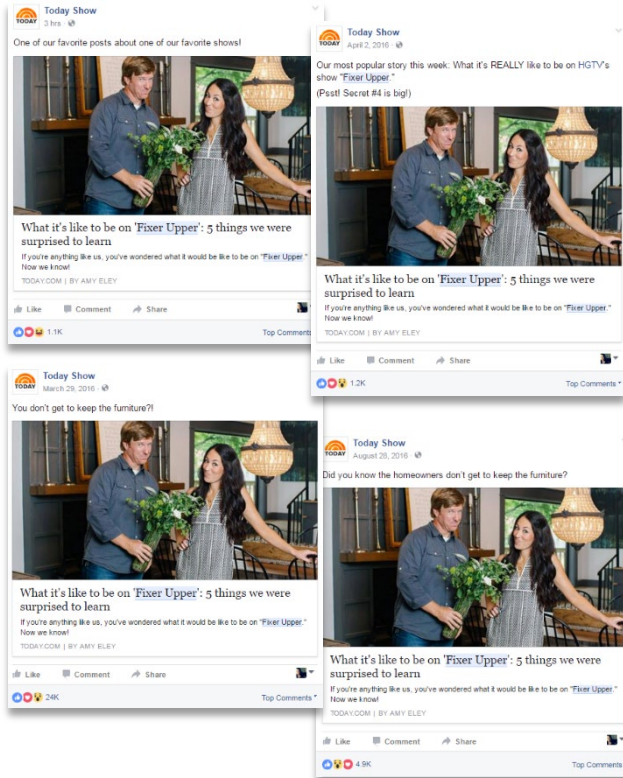 TODAY
Today Show
3 hrs
One of our favorite posts about one of our favorite shows!
What it's like to be on 'Fixer Upper': 5 things we were
surprised to learn
If you're anything like us, you've wondered what it would be like to be on "Fixer Upper."
Now we know!
TODAY.COM | BY AMY ELEY
Like Comment Share
1.1K Top Comments
TODAY
Today Show
April 2, 2016
Our most popular story this week: What it's REALLY like to be on HGTV's
show "Fixer Upper."
(Psst! Secret #4 is big!)
What it's like to be on 'Fixer Upper': 5 things we were
surprised to learn
If you're anything like us, you've wondered what it would be like to be on "Fixer Upper."
Now we know!
TODAY.COM | BY AMY ELEY
Like Comment Share
1.2K Top Comments
TODAY
Today Show
March 29, 2016
You don't get to keep the furniture?!
What it's like to be on 'Fixer Upper': 5 things we were
surprised to learn
If you're anything like us, you've wondered what it would be like to be on "Fixer Upper."
Now we know!
TODAY.COM | BY AMY ELEY
Like Comment Share
24K Top Comments
TODAY
Today Show
August 28, 2016
Did you know the homeowners don't get to keep the furniture?
What it's like to be on 'Fixer Upper': 5 things we were
surprised to learn
If you're anything like us, you've wondered what it would be like to be on "Fixer Upper."
Now we know!
TODAY.COM | BY AMY ELEY
Like Comment Share
4.9K Top Comments